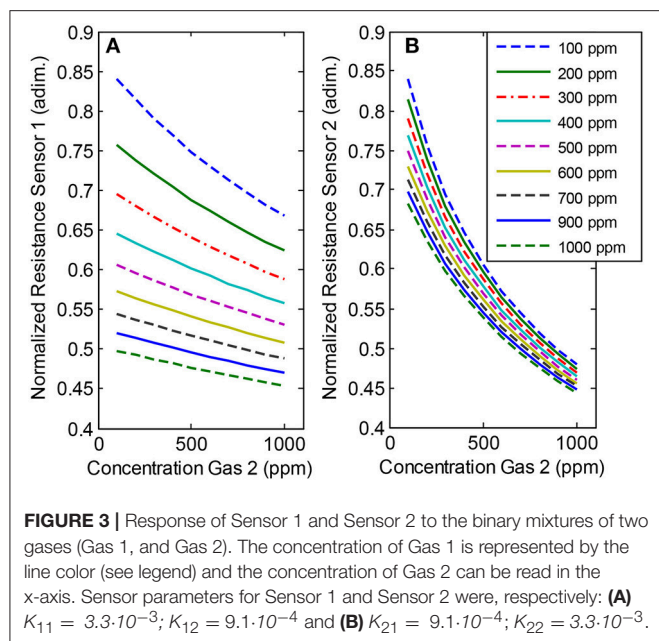 A
0.9
0.85
0.8
0.75
0.7
0.65
0.6
0.55
0.5
0.45
0.4
0
500
1000
Normalized Resistance Sensor 1 (adim.)
Concentration Gas 2 (ppm)
B
0.9
0.85
0.8
0.75
0.7
0.65
0.6
0.55
0.5
0.45
0.4
0
500
1000
Normalized Resistance Sensor 2 (adim.)
Concentration Gas 2 (ppm)
100 ppm
200 ppm
300 ppm
400 ppm
500 ppm
600 ppm
700 ppm
900 ppm
1000 ppm
FIGURE 3 | Response of Sensor 1 and Sensor 2 to the binary mixtures of two
gases (Gas 1, and Gas 2). The concentration of Gas 1 is represented by the
line color (see legend) and the concentration of Gas 2 can be read in the
x-axis. Sensor parameters for Sensor 1 and Sensor 2 were, respectively: (A)
K₁₁ = 3.3·10⁻³; K₁₂ = 9.1·10⁻⁴ and (B) K₂₁ = 9.1·10⁻⁴; K₂₂ = 3.3·10⁻³.